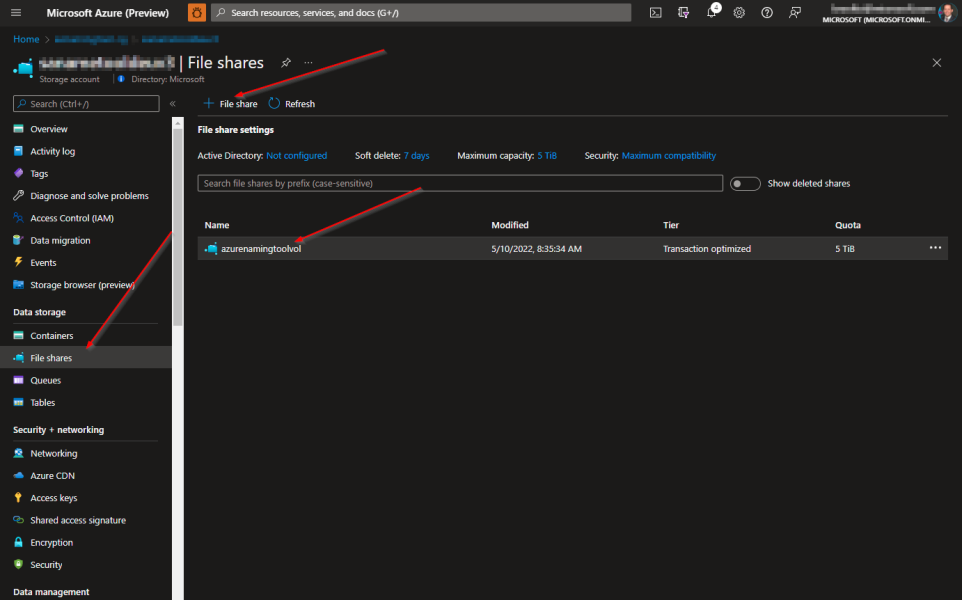 Microsoft Azure (Preview)
Search resources, services, and docs (G+/)
4
MICROSOFT (MICROSOFT.ONMI...
Home >
| File shares
Storage account
Directory: Microsoft
Search (Ctrl+/)
«
Overview
Activity log
Tags
Diagnose and solve problems
Access Control (IAM)
Data migration
Events
Storage browser (preview)
Data storage
Containers
File shares
Queues
Tables
Security + networking
Networking
Azure CDN
Access keys
Shared access signature
Encryption
Security
Data management
+ File share Refresh
File share settings
Active Directory: Not configured Soft delete: 7 days Maximum capacity: 5 TiB Security: Maximum compatibility
Search file shares by prefix (case-sensitive)
Show deleted shares
Name Modified Tier Quota
azurenamingtoolvol 5/10/2022, 8:35:34 AM Transaction optimized 5 TiB